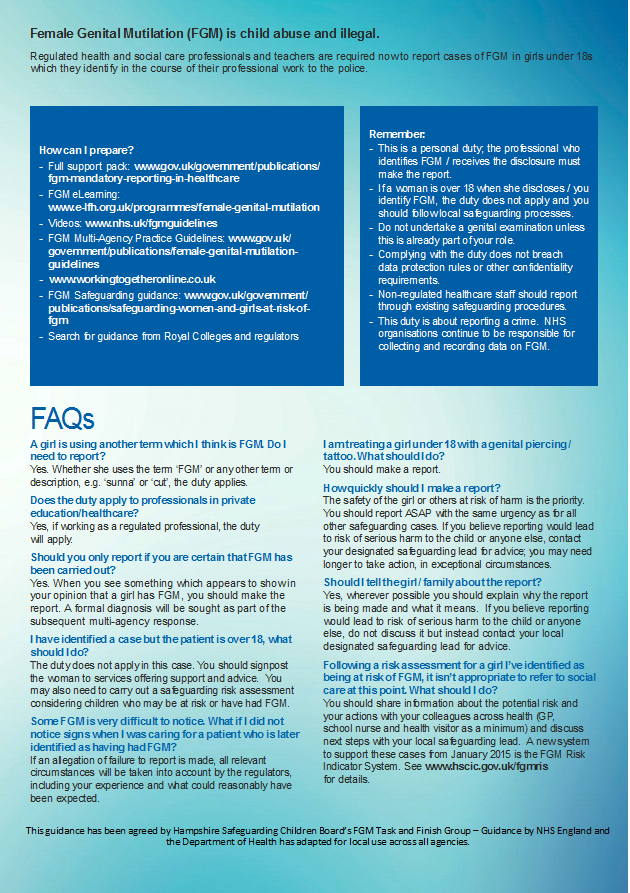 Female Genital Mutilation (FGM) is child abuse and illegal.
Regulated health and social care professionals and teachers are required now to report cases of FGM in girls under 18s
which they identify in the course of their professional work to the police.
How can I prepare?
- Full support pack: www.gov.uk/government/publications/
fgm-mandatory-reporting-in-healthcare
- FGM eLearning:
www.e-lfh.org.uk/programmes/female-genital-mutilation
- Videos: www.nhs.uk/fgmguidelines
- FGM Multi-Agency Practice Guidelines: www.gov.uk/
government/publications/female-genital-mutilation-
guidelines
- www.workingtogetheronline.co.uk
- FGM Safeguarding guidance: www.gov.uk/government/
publications/safeguarding-women-and-girls-at-risk-of-
fgm
- Search for guidance from Royal Colleges and regulators
Remember:
- This is a personal duty; the professional who
identifies FGM / receives the disclosure must
make the report.
- If a woman is over 18 when she discloses / you
identify FGM, the duty does not apply and you
should follow local safeguarding processes.
- Do not undertake a genital examination unless
this is already part of your role.
- Complying with the duty does not breach
data protection rules or other confidentiality
requirements.
- Non-regulated healthcare staff should report
through existing safeguarding procedures.
- This duty is about reporting a crime. NHS
organisations continue to be responsible for
collecting and recording data on FGM.
FAQs
A girl is using another term which I think is FGM. Do I
need to report?
Yes. Whether she uses the term ‘FGM’ or any other term or
description, e.g. ‘sunna’ or ‘cut’, the duty applies.
Does the duty apply to professionals in private
education/healthcare?
Yes, if working as a regulated professional, the duty
will apply.
Should you only report if you are certain that FGM has
been carried out?
Yes. When you see something which appears to show in
your opinion that a girl has FGM, you should make the
report. A formal diagnosis will be sought as part of the
subsequent multi-agency response.
I have identified a case but the patient is over 18, what
should I do?
The duty does not apply in this case. You should signpost
the woman to services offering support and advice. You
may also need to carry out a safeguarding risk assessment
considering children who may be at risk or have had FGM.
Some FGM is very difficult to notice. What if I did not
notice signs when I was caring for a patient who is later
identified as having had FGM?
If an allegation of failure to report is made, all relevant
circumstances will be taken into account by the regulators,
including your experience and what could reasonably have
been expected.
I am treating a girl under 18 with a genital piercing /
tattoo. What should I do?
You should make a report.
How quickly should I make a report?
The safety of the girl or others at risk of harm is the priority.
You should report ASAP with the same urgency as for all
other safeguarding cases. If you believe reporting would lead
to risk of serious harm to the child or anyone else, contact
your designated safeguarding lead for advice; you may need
longer to take action, in exceptional circumstances.
Should I tell the girl / family about the report?
Yes, wherever possible you should explain why the report
is being made and what it means. If you believe reporting
would lead to risk of serious harm to the child or anyone
else, do not discuss it but instead contact your local
designated safeguarding lead for advice.
Following a risk assessment for a girl I've identified as
being at risk of FGM, it isn't appropriate to refer to social
care at this point. What should I do?
You should share information about the potential risk and
your actions with your colleagues across health (GP,
school nurse and health visitor as a minimum) and discuss
next steps with your local safeguarding lead. A new system
to support these cases from January 2015 is the FGM Risk
Indicator System. See www.hscic.gov.uk/fgmris
for details.
This guidance has been agreed by Hampshire Safeguarding Children Board's FGM Task and Finish Group – Guidance by NHS England and
the Department of Health has adapted for local use across all agencies.